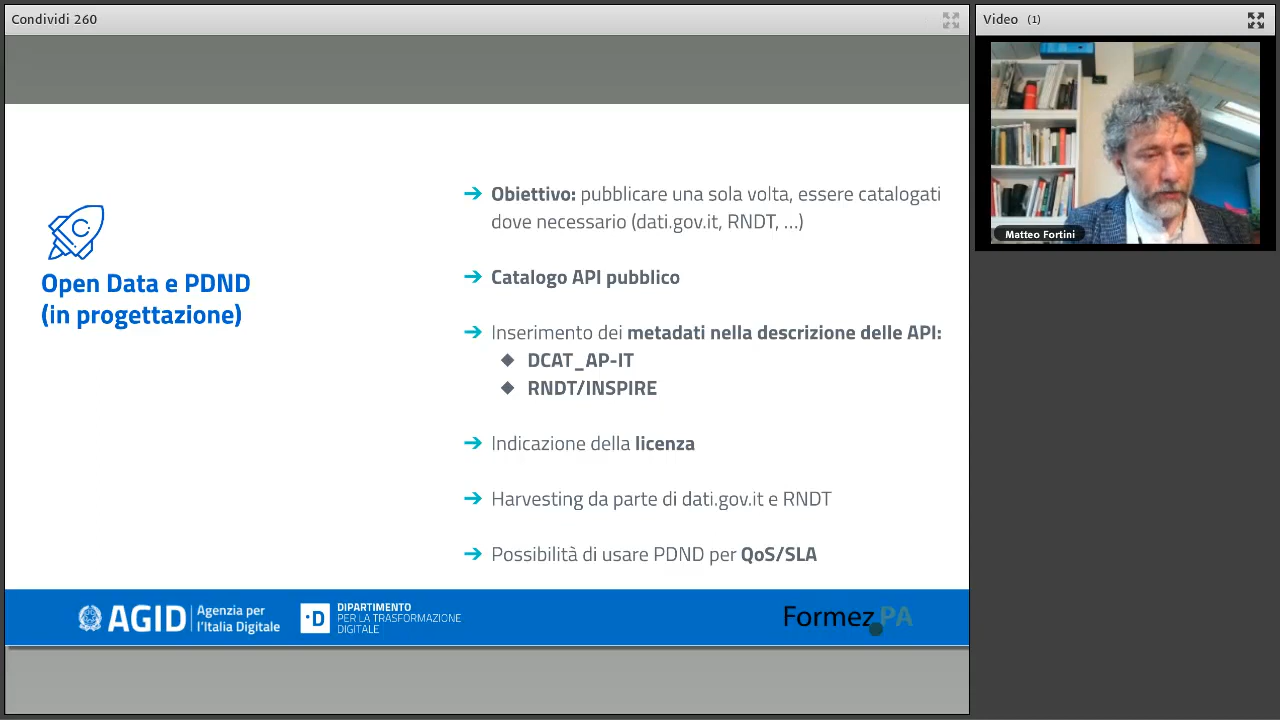 Condividi 260
Video (1)
Matteo Fortini
Open Data e PDND
(in progettazione)
➔ Obiettivo: pubblicare una sola volta, essere catalogati
dove necessario (dati.gov.it, RNDT, ...)
➔ Catalogo API pubblico
➔ Inserimento dei metadati nella descrizione delle API:
◆ DCAT_AP-IT
◆ RNDT/INSPIRE
➔ Indicazione della licenza
➔ Harvesting da parte di dati.gov.it e RNDT
➔ Possibilità di usare PDND per QoS/SLA
AGID Agenzia per
l'Italia Digitale
·D DIPARTIMENTO
PER LA TRASFORMAZIONE
DIGITALE
Formez PA